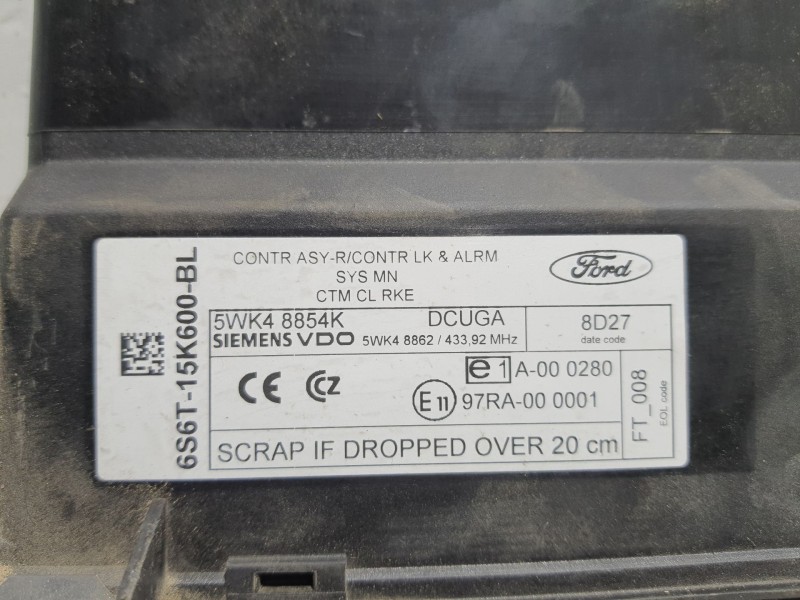 CONTR ASY-R/CONTR LK & ALRM
SYS MN
CTM CL RKE
Ford
6S6T-15K600-BL
5WK4 8854K DCUGA
SIEMENS VDO 5WK4 8862 / 433,92 MHz
8D27
date code
CE CZ
e1 A-00 0280
E11 97RA-00 0001
FT_008
EOL code
SCRAP IF DROPPED OVER 20 cm